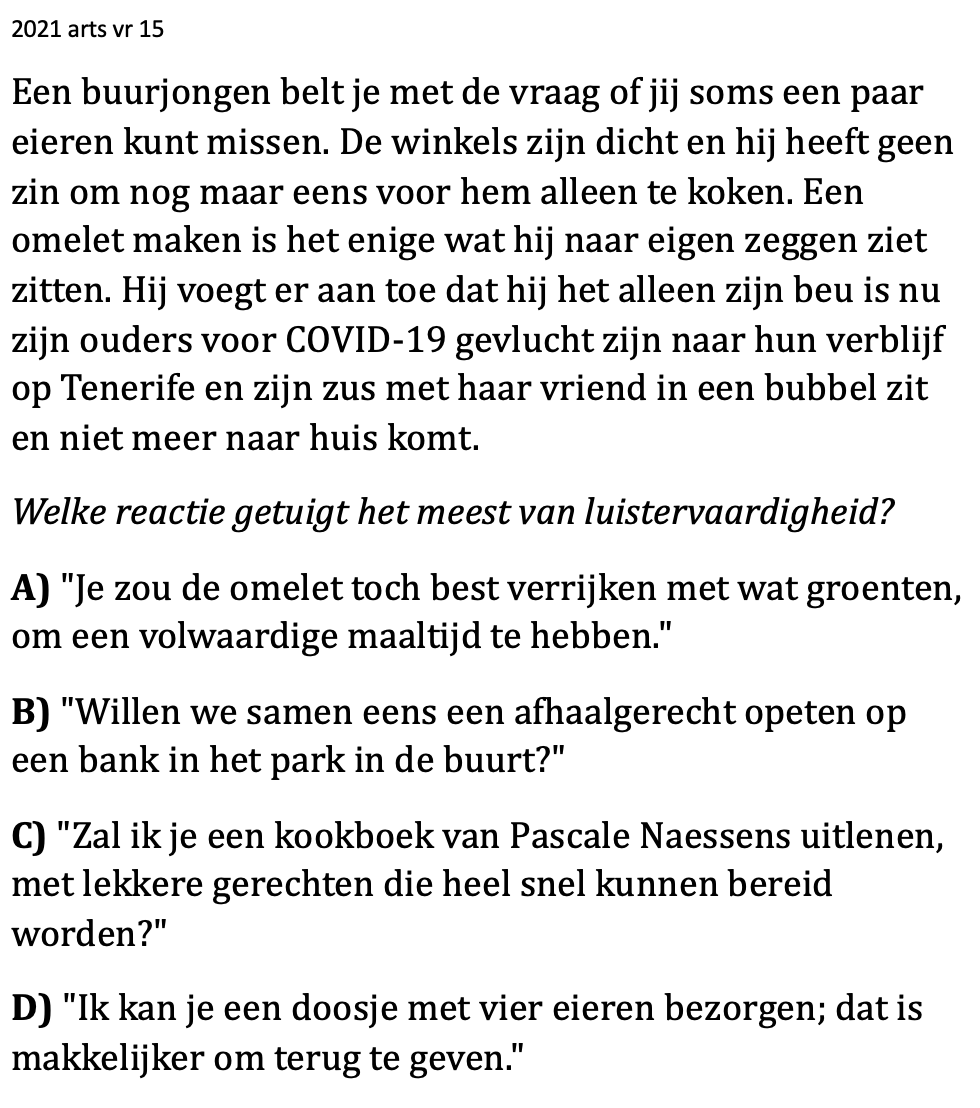 2021 arts vr 15
Een buurjongen belt je met de vraag of jij soms een paar
eieren kunt missen. De winkels zijn dicht en hij heeft geen
zin om nog maar eens voor hem alleen te koken. Een
omelet maken is het enige wat hij naar eigen zeggen ziet
zitten. Hij voegt er aan toe dat hij het alleen zijn beu is nu
zijn ouders voor COVID-19 gevlucht zijn naar hun verblijf
op Tenerife en zijn zus met haar vriend in een bubbel zit
en niet meer naar huis komt.
Welke reactie getuigt het meest van luistervaardigheid?
A) "Je zou de omelet toch best verrijken met wat groenten,
om een volwaardige maaltijd te hebben."
B) "Willen we samen eens een afhaalgerecht opeten op
een bank in het park in de buurt?"
C) "Zal ik je een kookboek van Pascale Naessens uitlenen,
met lekkere gerechten die heel snel kunnen bereid
worden?"
D) "Ik kan je een doosje met vier eieren bezorgen; dat is
makkelijker om terug te geven."